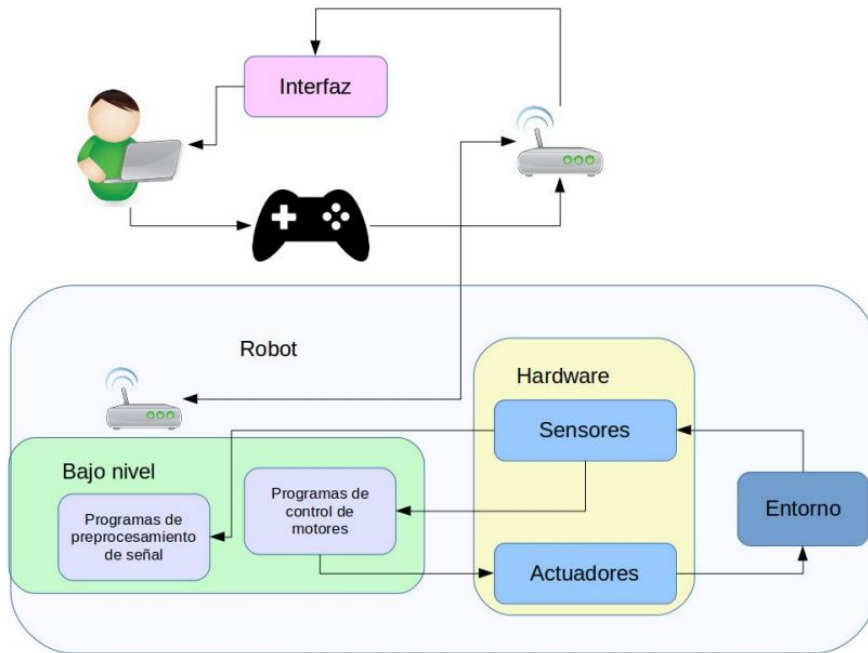 Interfaz
Robot
Hardware
Sensores
Bajo nivel
Programas de
control de
motores
Programas de
preprocesamiento
de señal
Entorno
Actuadores